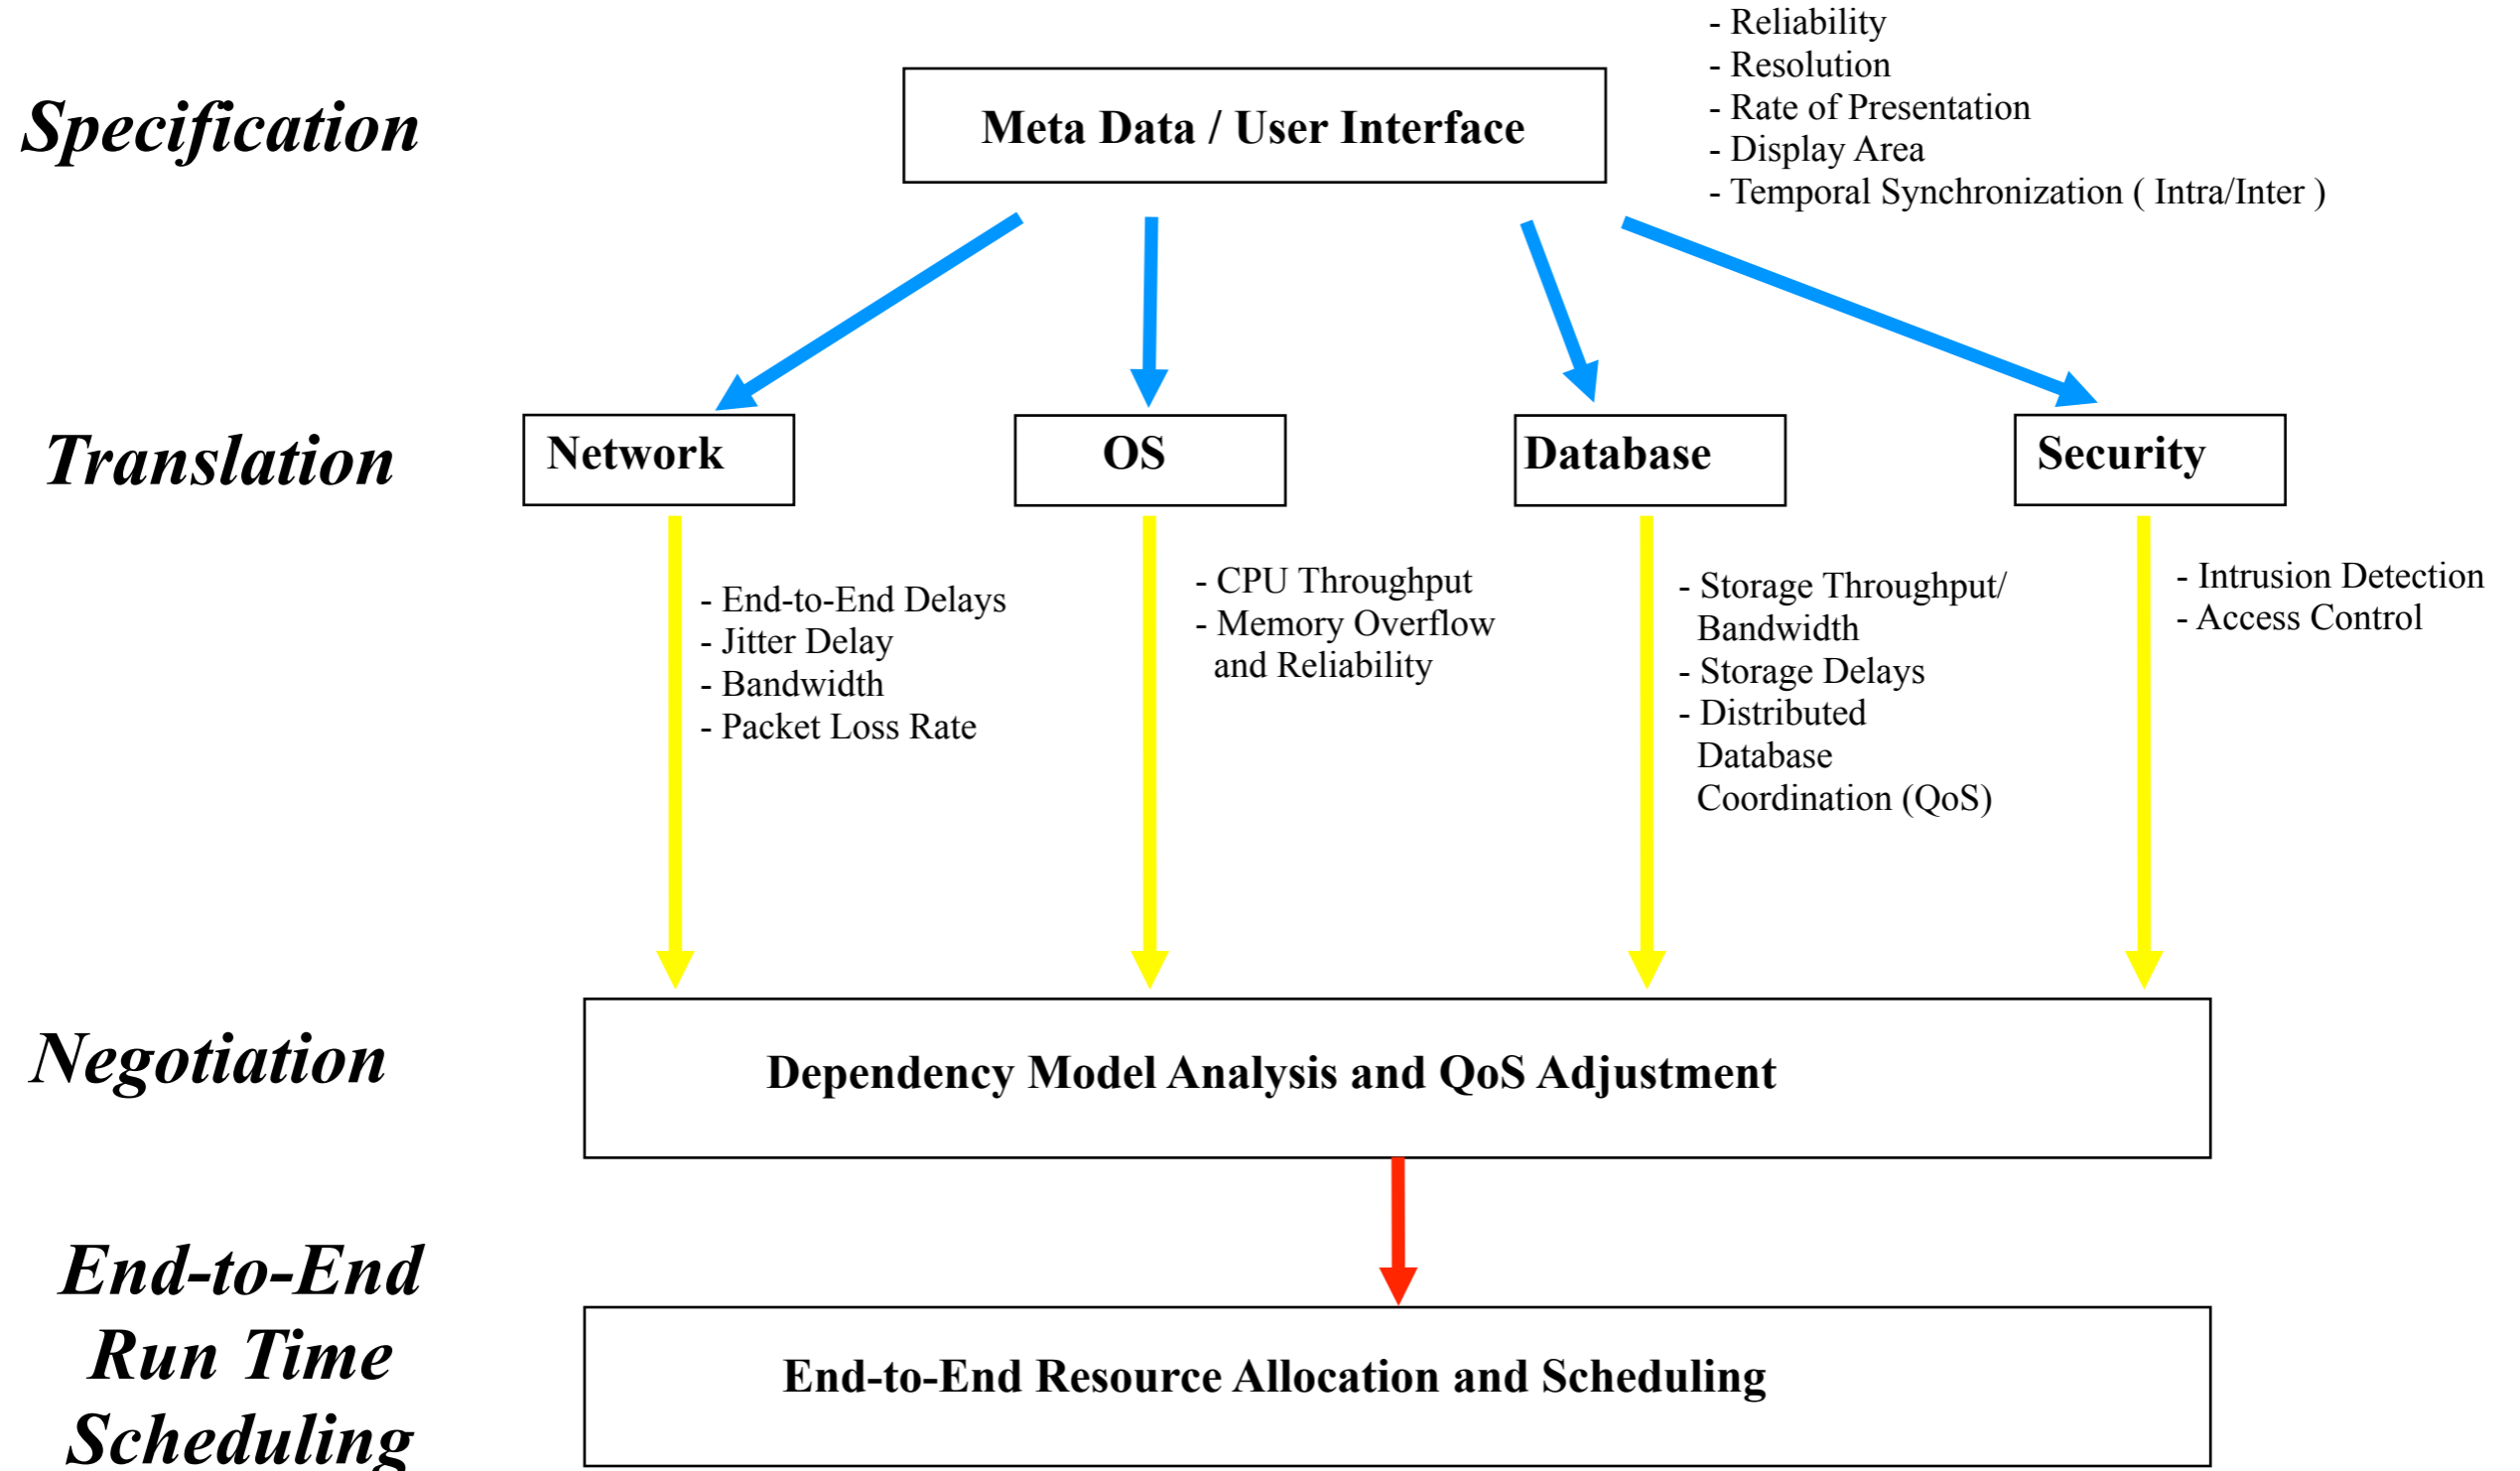 - Reliability
- Resolution
- Rate of Presentation
- Display Area
- Temporal Synchronization ( Intra/Inter )
Specification
Meta Data / User Interface
Translation
Network
OS
Database
Security
- End-to-End Delays
- Jitter Delay
- Bandwidth
- Packet Loss Rate
- CPU Throughput
- Memory Overflow
and Reliability
- Storage Throughput/
Bandwidth
- Storage Delays
- Distributed
Database
Coordination (QoS)
- Intrusion Detection
- Access Control
Negotiation
Dependency Model Analysis and QoS Adjustment
End-to-End
Run Time
Scheduling
End-to-End Resource Allocation and Scheduling